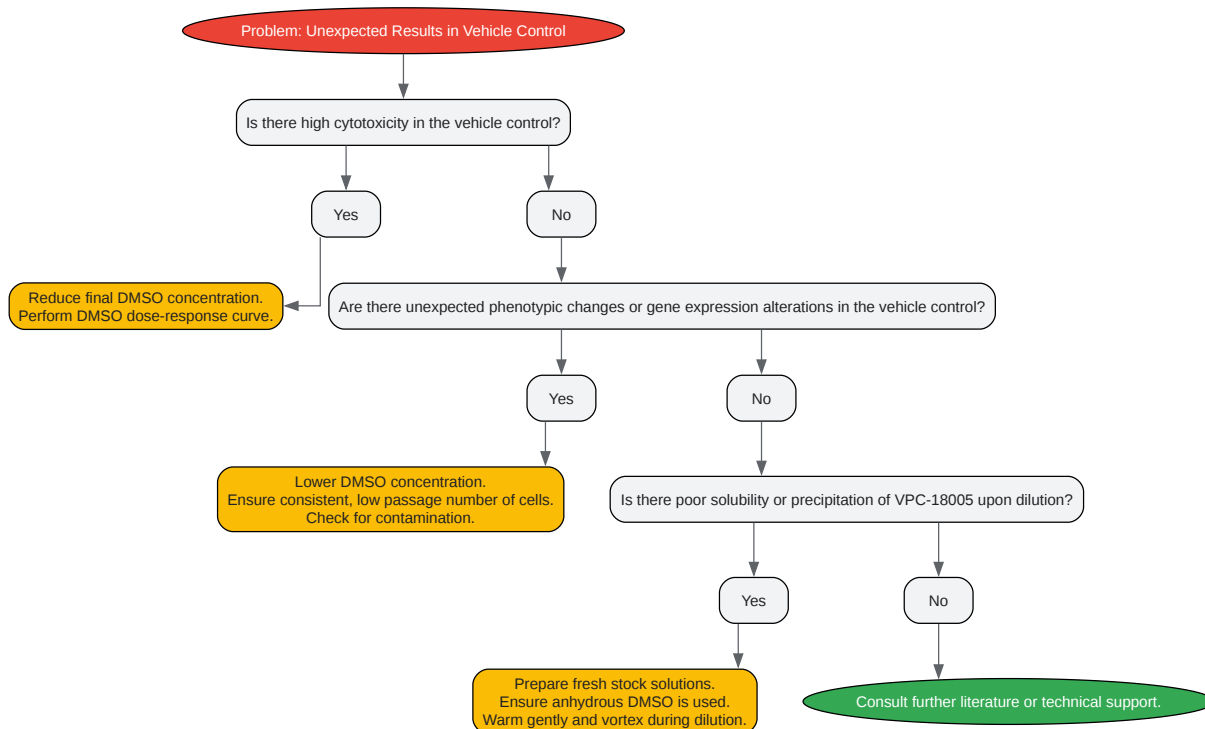 Problem: Unexpected Results in Vehicle Control
Is there high cytotoxicity in the vehicle control?
Yes
No
Reduce final DMSO concentration.
Perform DMSO dose-response curve.
Are there unexpected phenotypic changes or gene expression alterations in the vehicle control?
Yes
No
Lower DMSO concentration.
Ensure consistent, low passage number of cells.
Check for contamination.
Is there poor solubility or precipitation of VPC-18005 upon dilution?
Yes
No
Prepare fresh stock solutions.
Ensure anhydrous DMSO is used.
Warm gently and vortex during dilution.
Consult further literature or technical support.